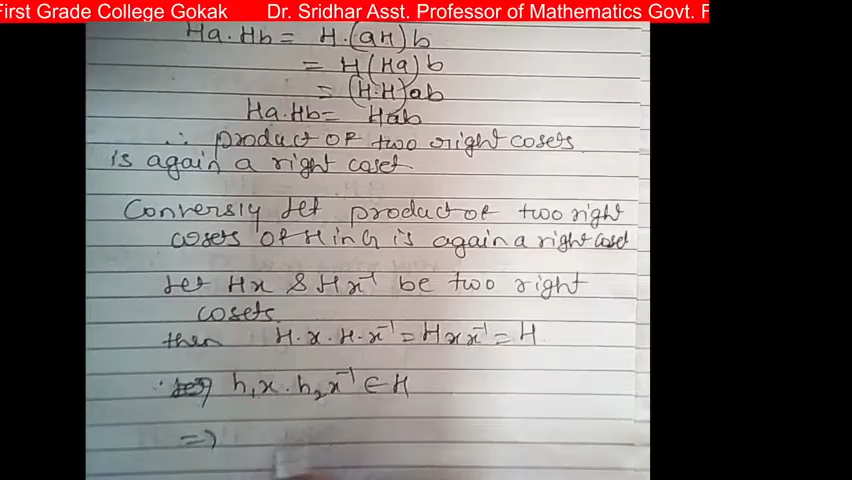 First Grade College Gokak Dr. Sridhar Asst. Professor of Mathematics Govt. F
Ha.Hb = H.(aH)b
= H(Ha)b
= (H.H)ab
Ha.Hb = Hab
∴ product of two right cosets
is again a right coset.
Conversly let product of two right
cosets of H in G is again a right coset
let Hx & Hx⁻¹ be two right
cosets.
then H.x.H.x⁻¹ = Hxx⁻¹ = H.
h₁x.h₂x⁻¹ ∈ H
=>